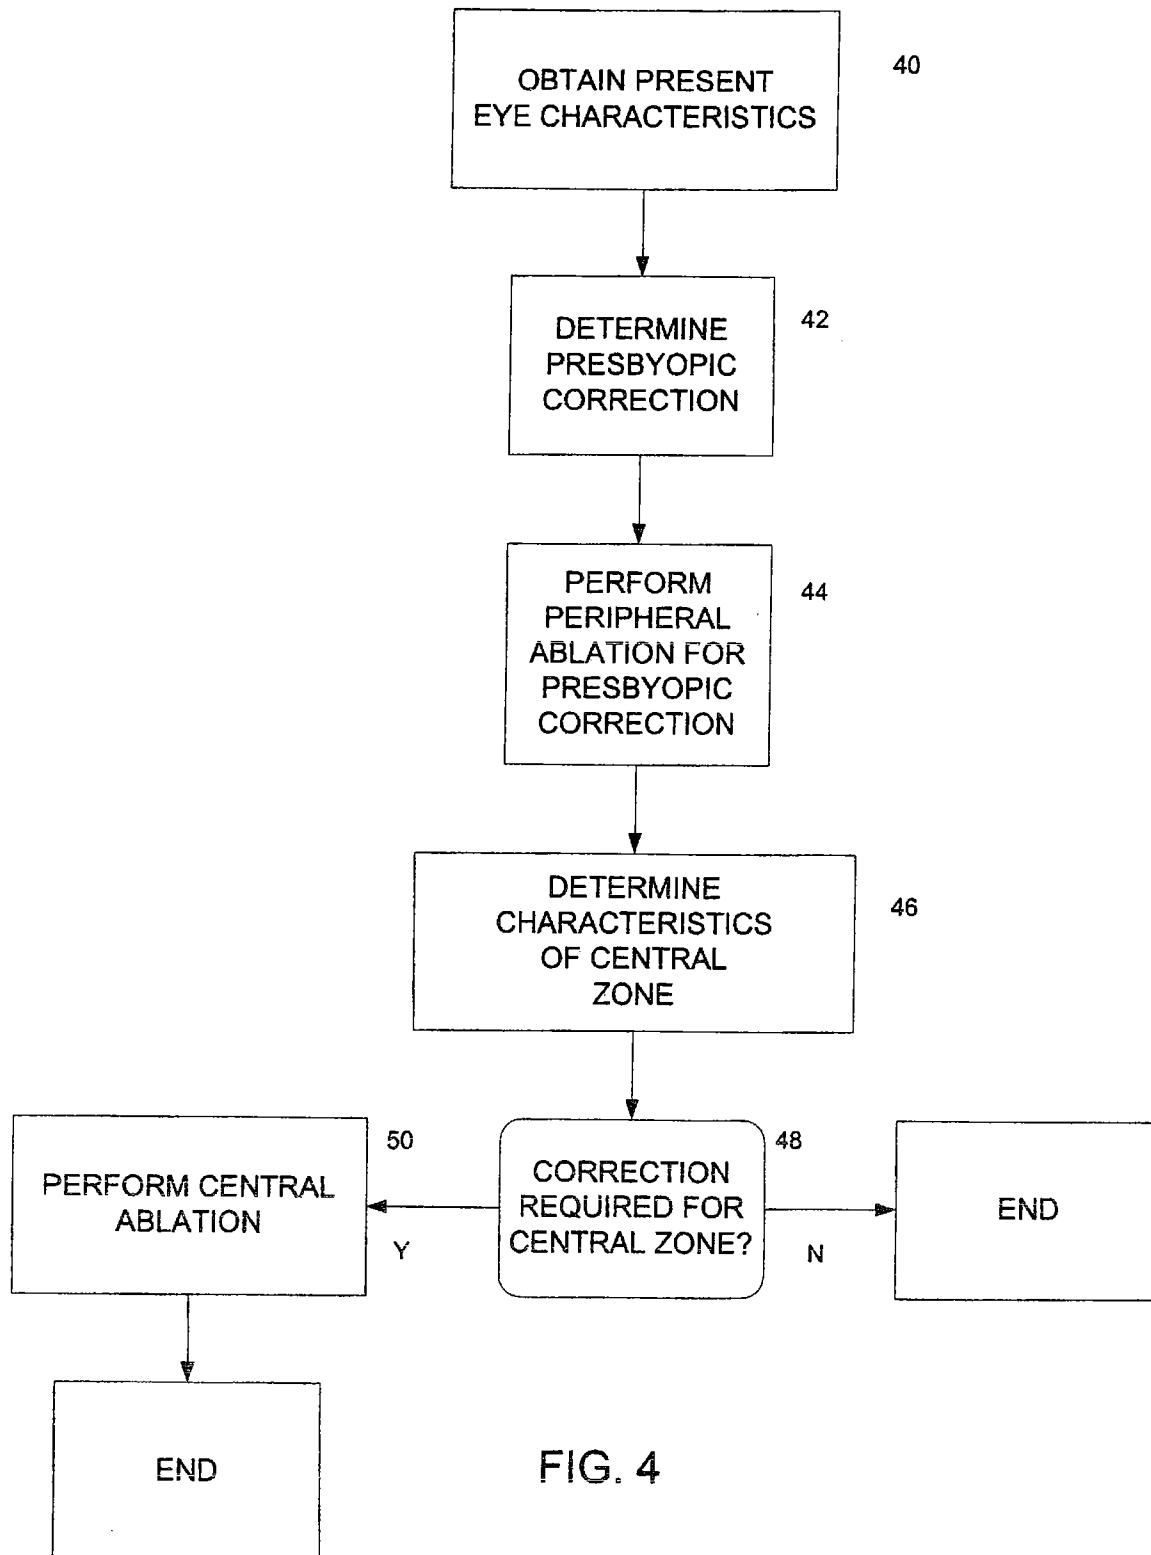 OBTAIN PRESENT
EYE CHARACTERISTICS
40
DETERMINE
PRESBYOPIC
CORRECTION
42
PERFORM
PERIPHERAL
ABLATION FOR
PRESBYOPIC
CORRECTION
44
DETERMINE
CHARACTERISTICS
OF CENTRAL
ZONE
46
PERFORM CENTRAL
ABLATION
50
Y
CORRECTION
REQUIRED FOR
CENTRAL ZONE?
48
N
END
END
FIG. 4